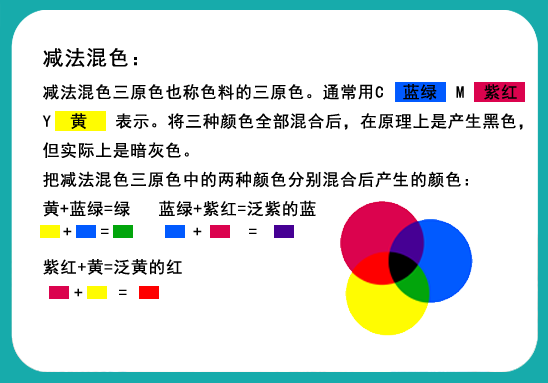 减法混色：
减法混色三原色也称色料的三原色。通常用C 蓝绿 M 紫红
Y 黄 表示。将三种颜色全部混合后，在原理上是产生黑色，
但实际上是暗灰色。
把减法混色三原色中的两种颜色分别混合后产生的颜色：
黄+蓝绿=绿 蓝绿+紫红=泛紫的蓝
+ = + =
紫红+黄=泛黄的红
+ =